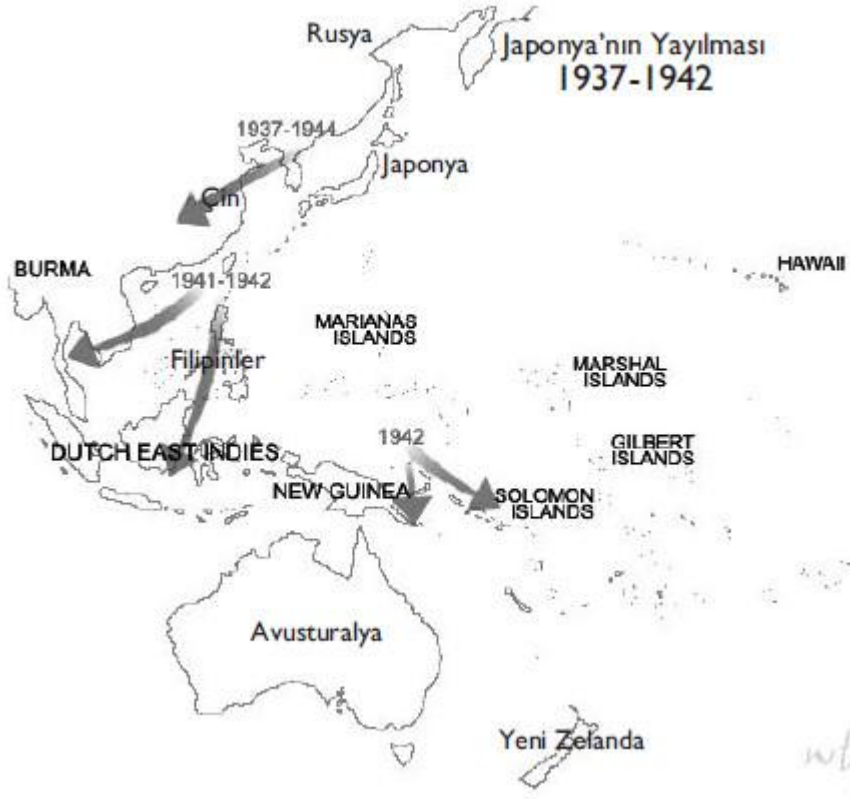 Rusya
Japonya'nın Yayılması
1937-1942
1937-1944
Japonya
Çin
BURMA
HAWAII
1941-1942
MARIANAS
ISLANDS
Filipinler
MARSHAL
ISLANDS
1942
GILBERT
ISLANDS
DUTCH EAST INDIES
NEW GUINEA
SOLOMON
ISLANDS
Avusturalya
Yeni Zelanda